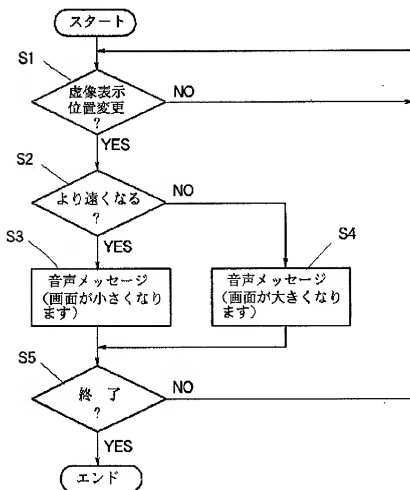 スタート
S1
虚像表示
位置変更
?
NO
YES
S2
より遠くなる
?
NO
YES
S3
音声メッセージ
(画面が小さくなり
ます)
S4
音声メッセージ
(画面が大きくなり
ます)
S5
終 了
?
NO
YES
エンド